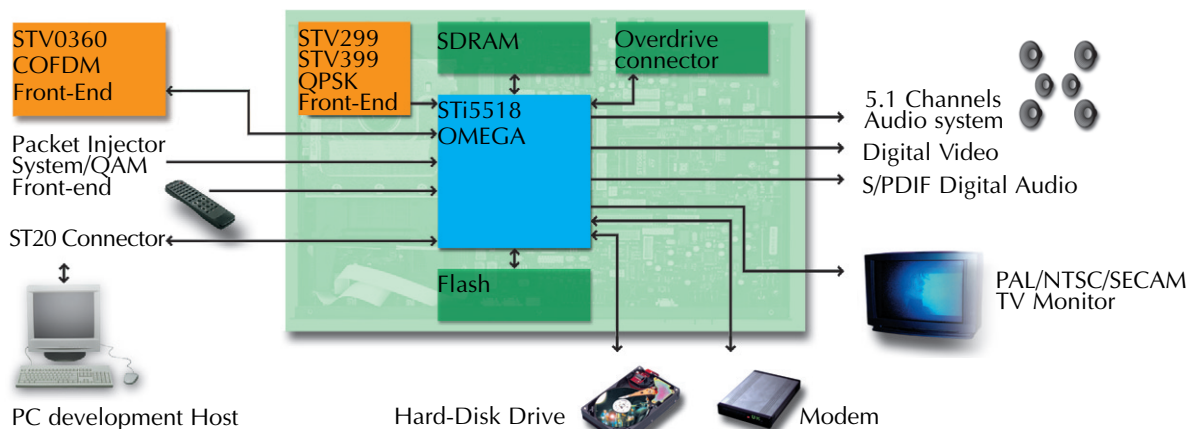 STV0360
COFDM
Front-End
STV299
STV399
QPSK
Front-End
SDRAM
Overdrive
connector
STi5518
OMEGA
5.1 Channels
Audio system
Packet Injector
System/QAM
Front-end
Digital Video
S/PDIF Digital Audio
ST20 Connector
Flash
PAL/NTSC/SECAM
TV Monitor
PC development Host
Hard-Disk Drive
Modem